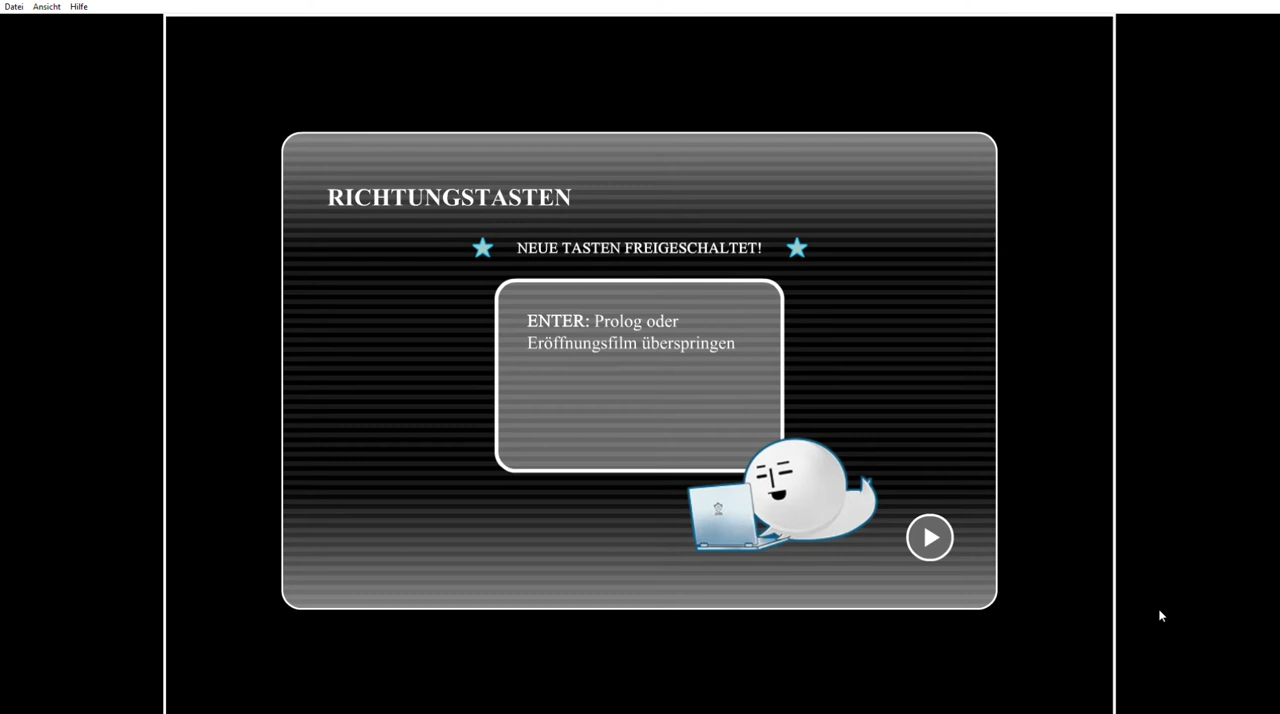 Datei Ansicht Hilfe
RICHTUNGSTASTEN
NEUE TASTEN FREIGESCHALTET!
ENTER: Prolog oder
Eröffnungsfilm überspringen